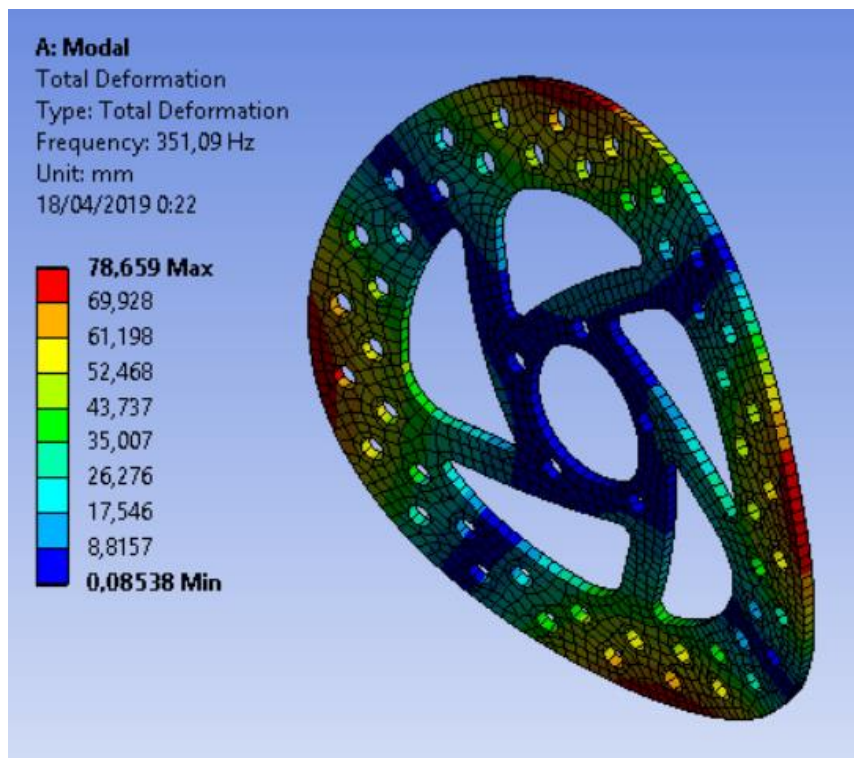 A: Modal
Total Deformation
Type: Total Deformation
Frequency: 351,09 Hz
Unit: mm
18/04/2019 0:22
78,659 Max
69,928
61,198
52,468
43,737
35,007
26,276
17,546
8,8157
0,08538 Min